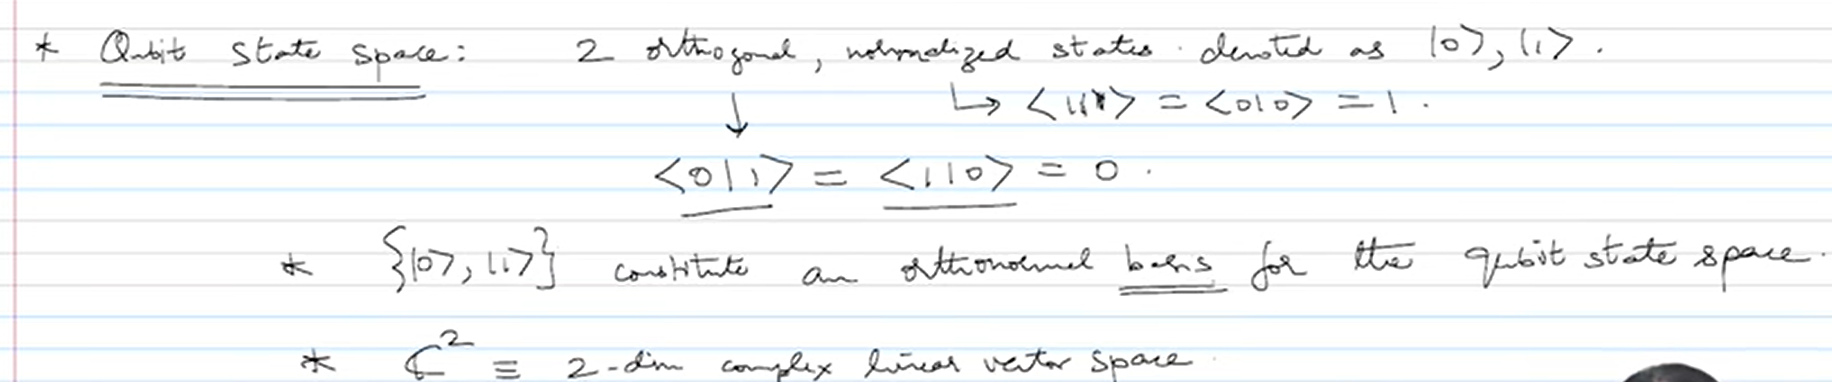 * Qubit state space: 2 orthogonal, normalized states denoted as |0>, |1>.
↓ ↳ <1|1> = <0|0> = 1.
<0|1> = <1|0> = 0.
* {|0>, |1>} constitute an orthonormal basis for the qubit state space.
* ℂ² ≡ 2-dim complex linear vector space